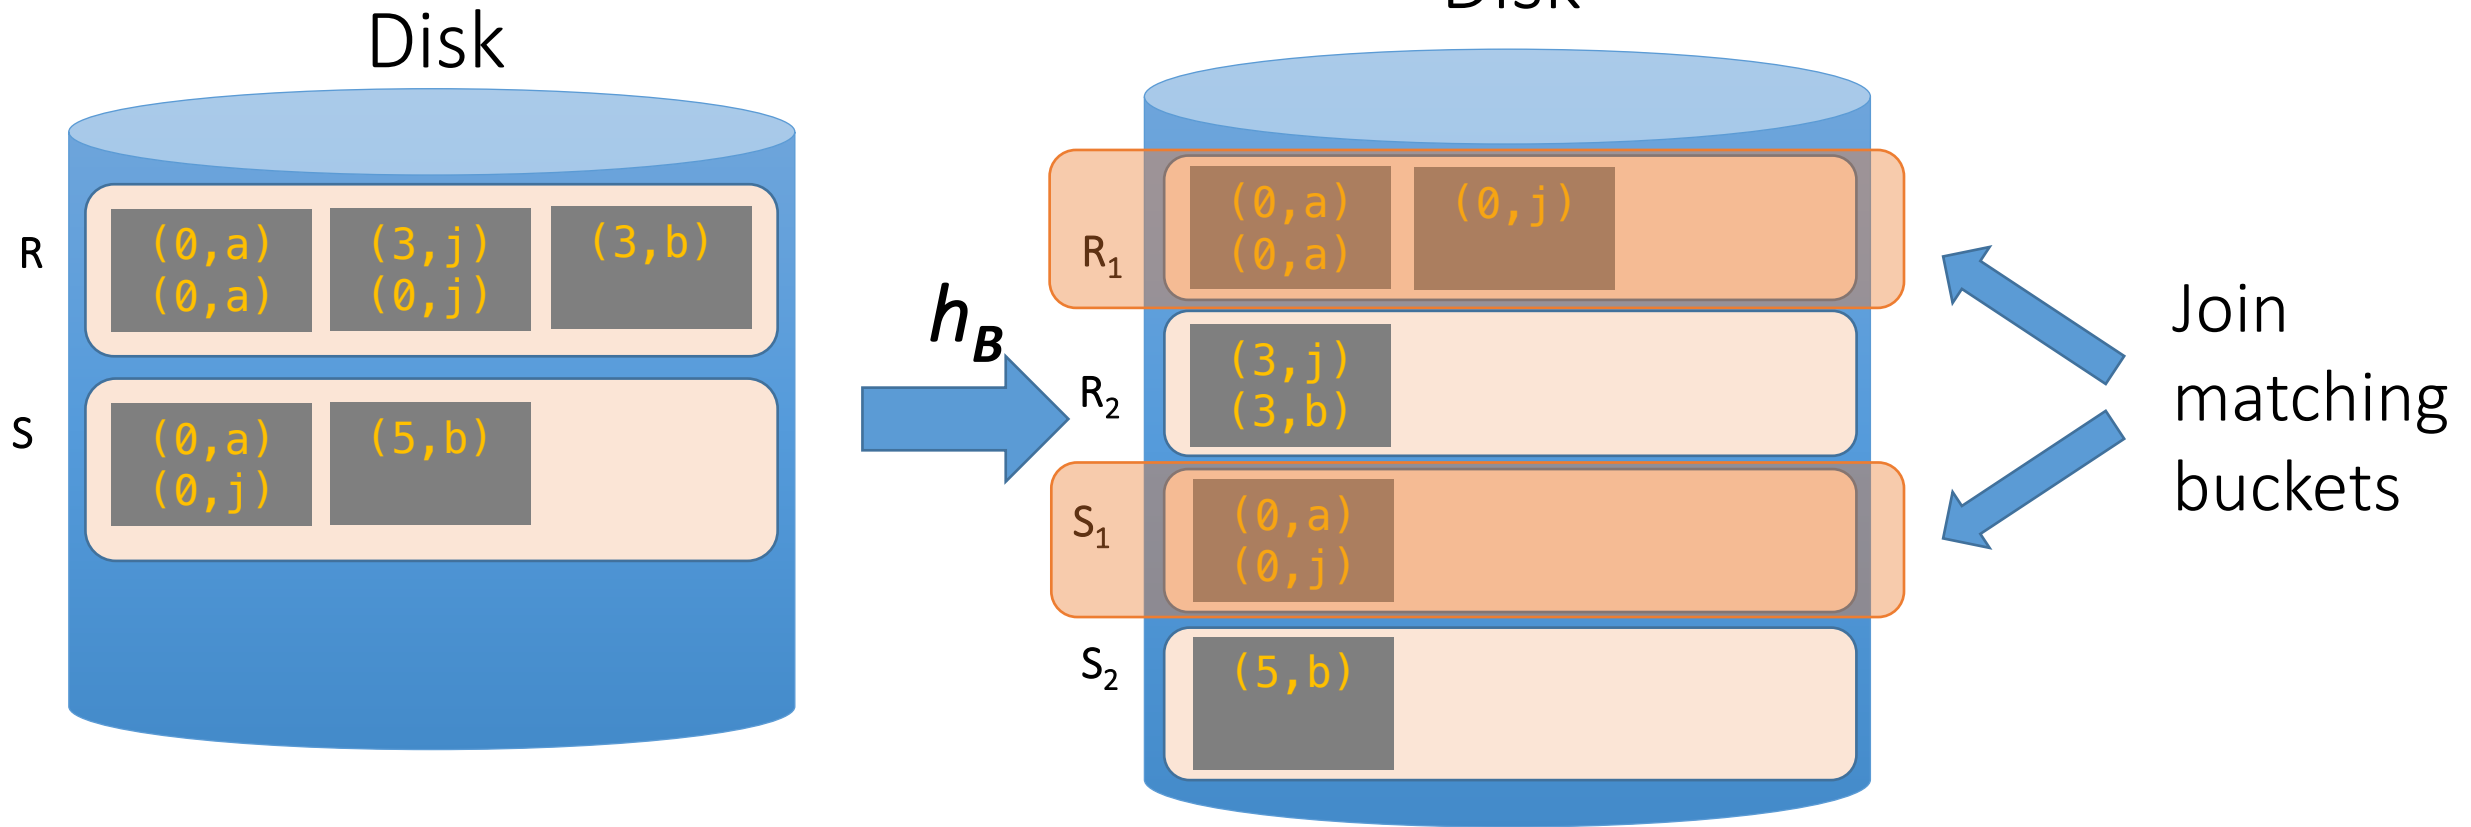 Disk
R
(0,a) (3,j) (3,b)
(0,a) (0,j)
S
(0,a) (5,b)
(0,j)
h_B
Disk
R1
(0,a) (0,j)
(0,a)
R2
(3,j)
(3,b)
S1
(0,a)
(0,j)
S2
(5,b)
Join
matching
buckets